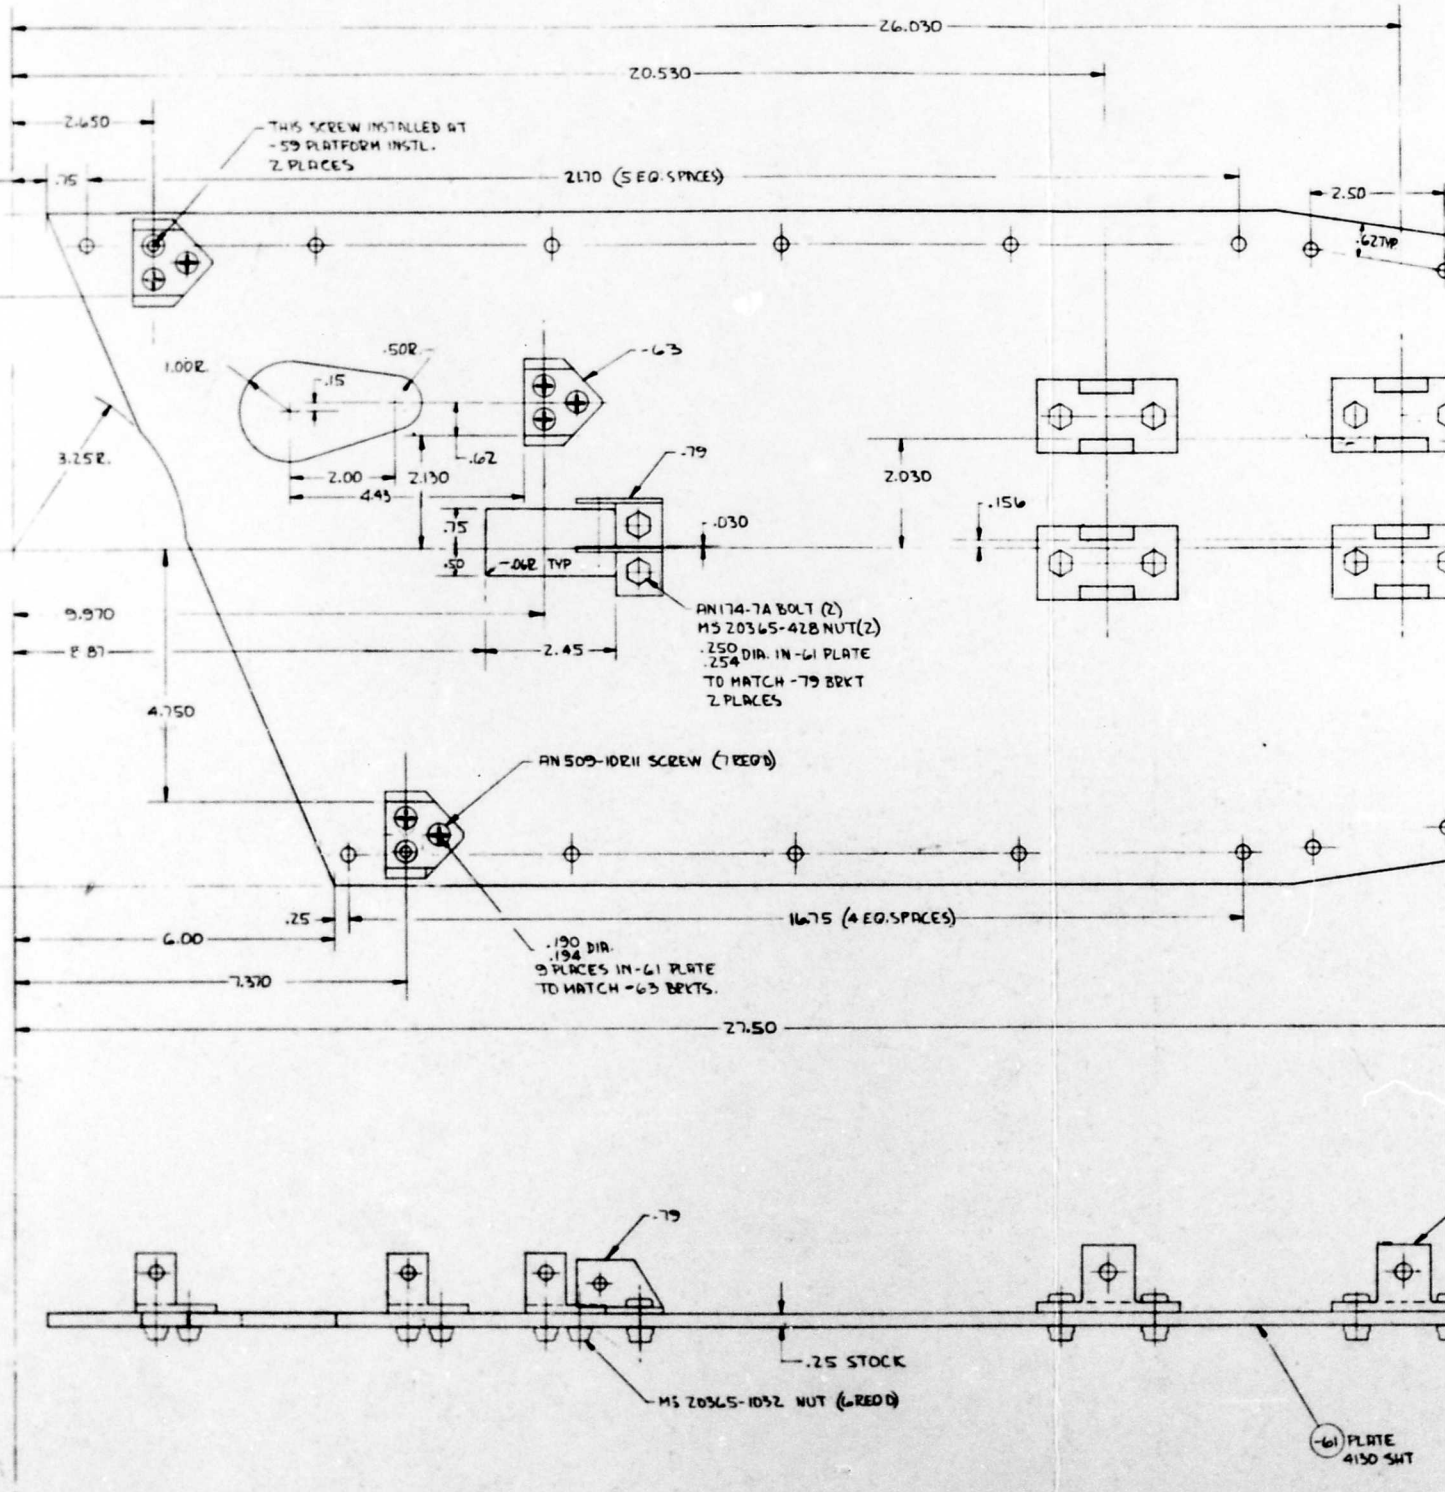 26.030
20.530
2.650
THIS SCREW INSTALLED AT
-59 PLATFORM INSTL.
2 PLACES
.75
21.70 (5 EQ. SPACES)
2.50
.62 TYP.
1.00R.
.50R.
.15
-63
3.25R.
.62
2.00
2.130
4.43
-79
2.030
.156
.75
.030
.50
.06R TYP
9.970
AN174-7A BOLT (2)
MS 20365-428 NUT (2)
.250
.254 DIA. IN -61 PLATE
TO MATCH -79 BRKT
2 PLACES
2.45
8.87
4.750
AN 509-10R11 SCREW (7 REQD)
.25
16.75 (4 EQ. SPACES)
6.00
.190
.194 DIA.
9 PLACES IN -61 PLATE
TO MATCH -63 BRKTS.
7.370
27.50
-79
.25 STOCK
MS 20365-1032 NUT (6 REQD)
-61 PLATE
4130 SHT